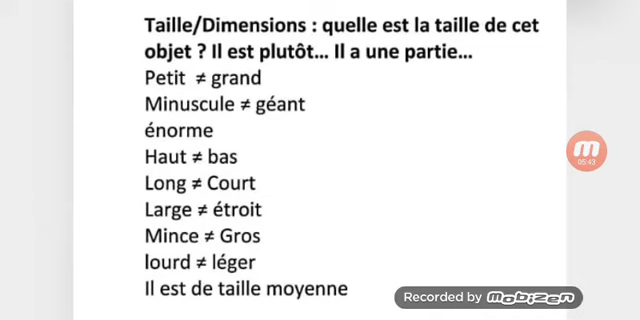 Taille/Dimensions : quelle est la taille de cet
objet ? Il est plutôt... Il a une partie...
Petit ≠ grand
Minuscule ≠ géant
énorme
Haut ≠ bas
Long ≠ Court
Large ≠ étroit
Mince ≠ Gros
lourd ≠ léger
Il est de taille moyenne
05:43
Recorded by mobizen